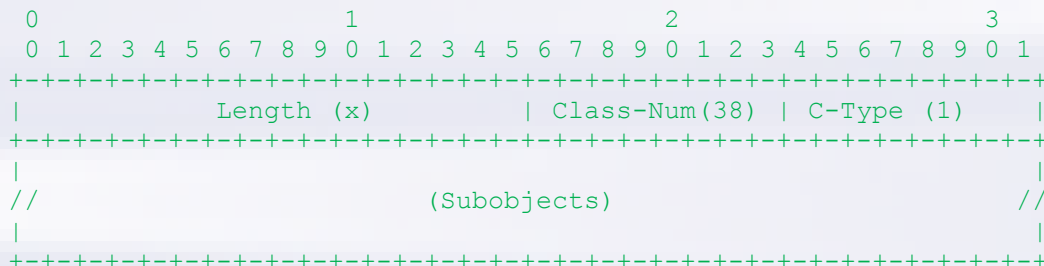 0                   1                   2                   3
 0 1 2 3 4 5 6 7 8 9 0 1 2 3 4 5 6 7 8 9 0 1 2 3 4 5 6 7 8 9 0 1
+-+-+-+-+-+-+-+-+-+-+-+-+-+-+-+-+-+-+-+-+-+-+-+-+-+-+-+-+-+-+-+-+
|            Length (x)         | Class-Num(38) | C-Type (1)    |
+-+-+-+-+-+-+-+-+-+-+-+-+-+-+-+-+-+-+-+-+-+-+-+-+-+-+-+-+-+-+-+-+
|                                                               |
//                        (Subobjects)                         //
|                                                               |
+-+-+-+-+-+-+-+-+-+-+-+-+-+-+-+-+-+-+-+-+-+-+-+-+-+-+-+-+-+-+-+-+